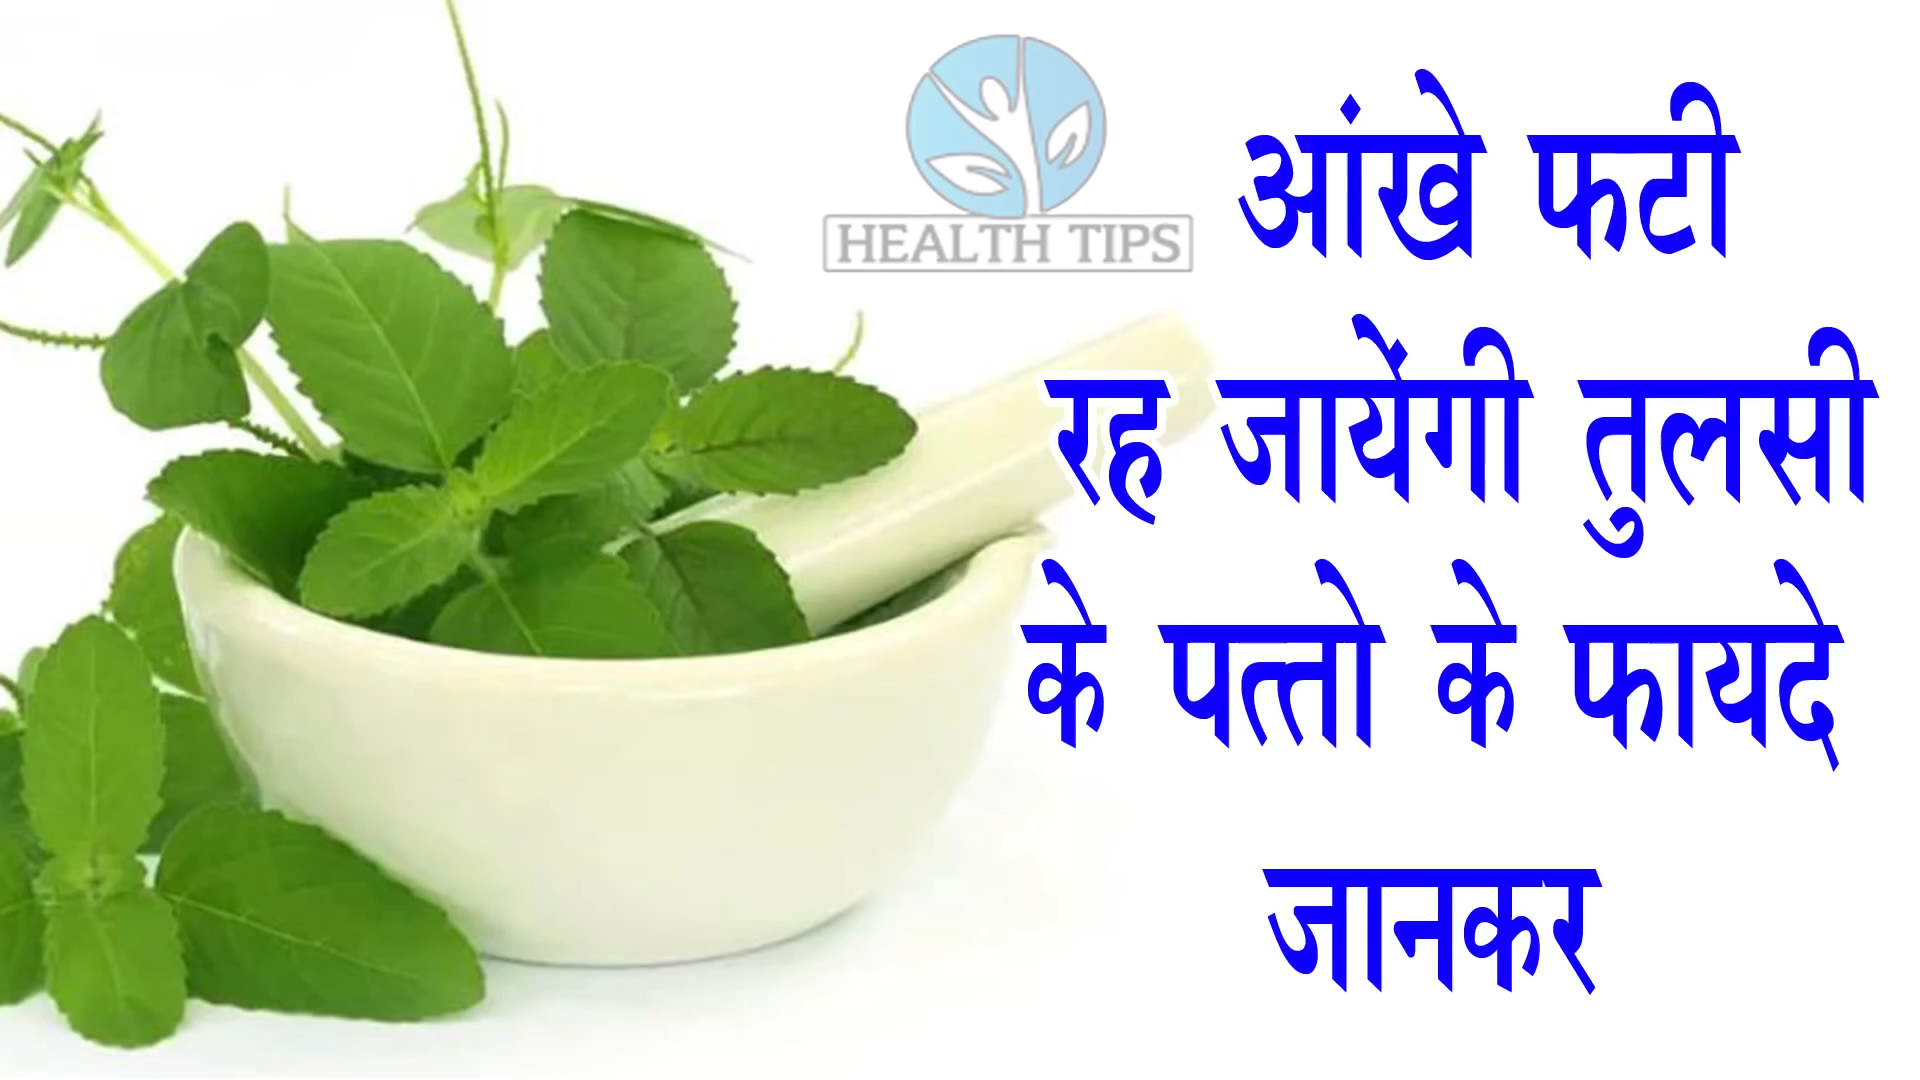 HEALTH TIPS
आंखे फटी
रह जायेंगी तुलसी
के पत्तो के फायदे
जानकर